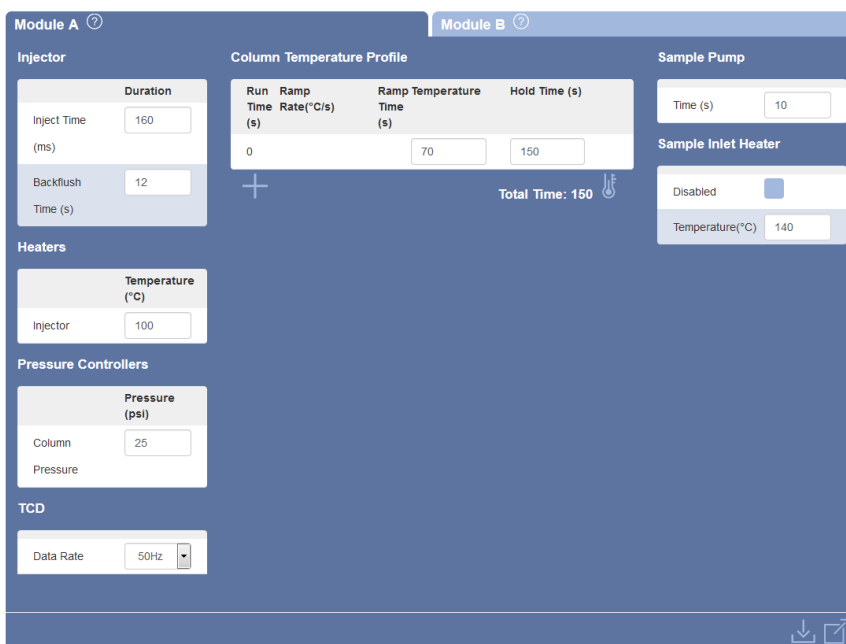 Module A ?
Module B ?
Injector
Duration
Inject Time
(ms)
160
Backflush
Time (s)
12
Heaters
Temperature
(°C)
Injector
100
Pressure Controllers
Pressure
(psi)
Column
Pressure
25
TCD
Data Rate
50Hz
Column Temperature Profile
Run Time (s)
Ramp Rate(°C/s)
Ramp Time (s)
Temperature
Hold Time (s)
0
70
150
Total Time: 150
Sample Pump
Time (s)
10
Sample Inlet Heater
Disabled
Temperature(°C)
140